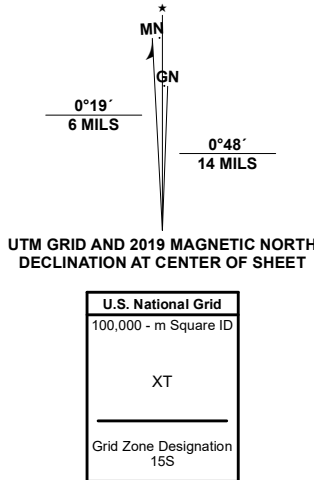 ★
MN
GN
0°19´
6 MILS
0°48´
14 MILS
UTM GRID AND 2019 MAGNETIC NORTH
DECLINATION AT CENTER OF SHEET
U.S. National Grid
100,000 - m Square ID
XT
Grid Zone Designation
15S